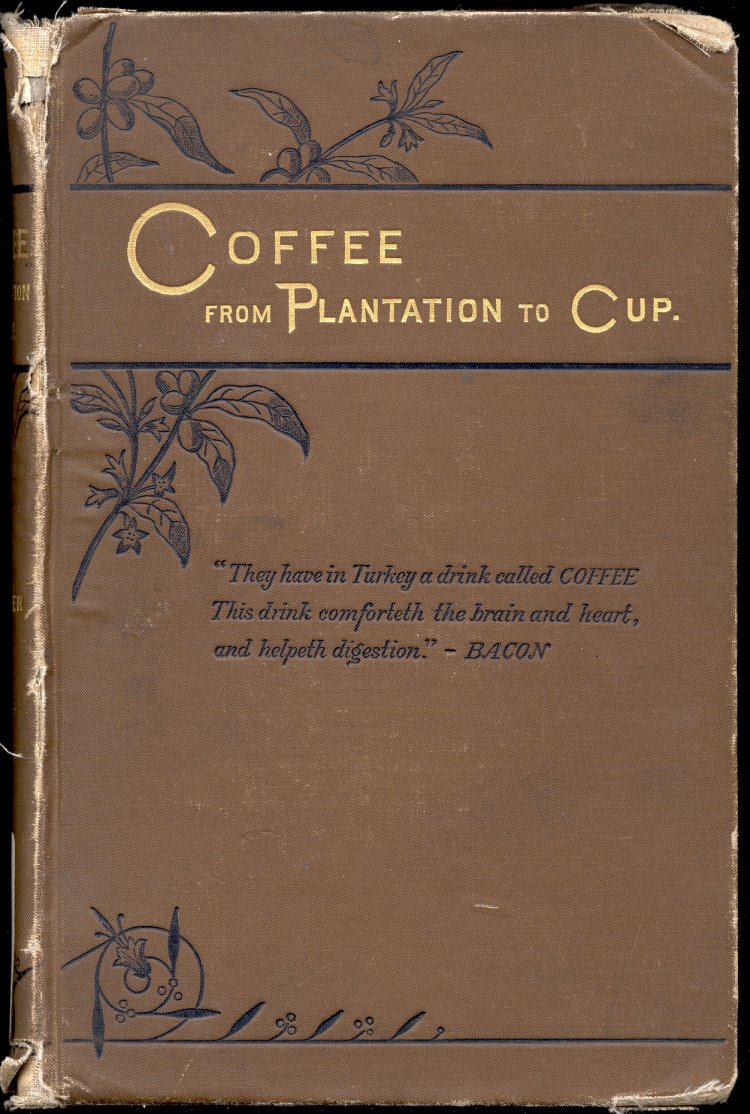 COFFEE
FROM PLANTATION TO CUP.
"They have in Turkey a drink called COFFEE
This drink comforteth the brain and heart,
and helpeth digestion." – BACON